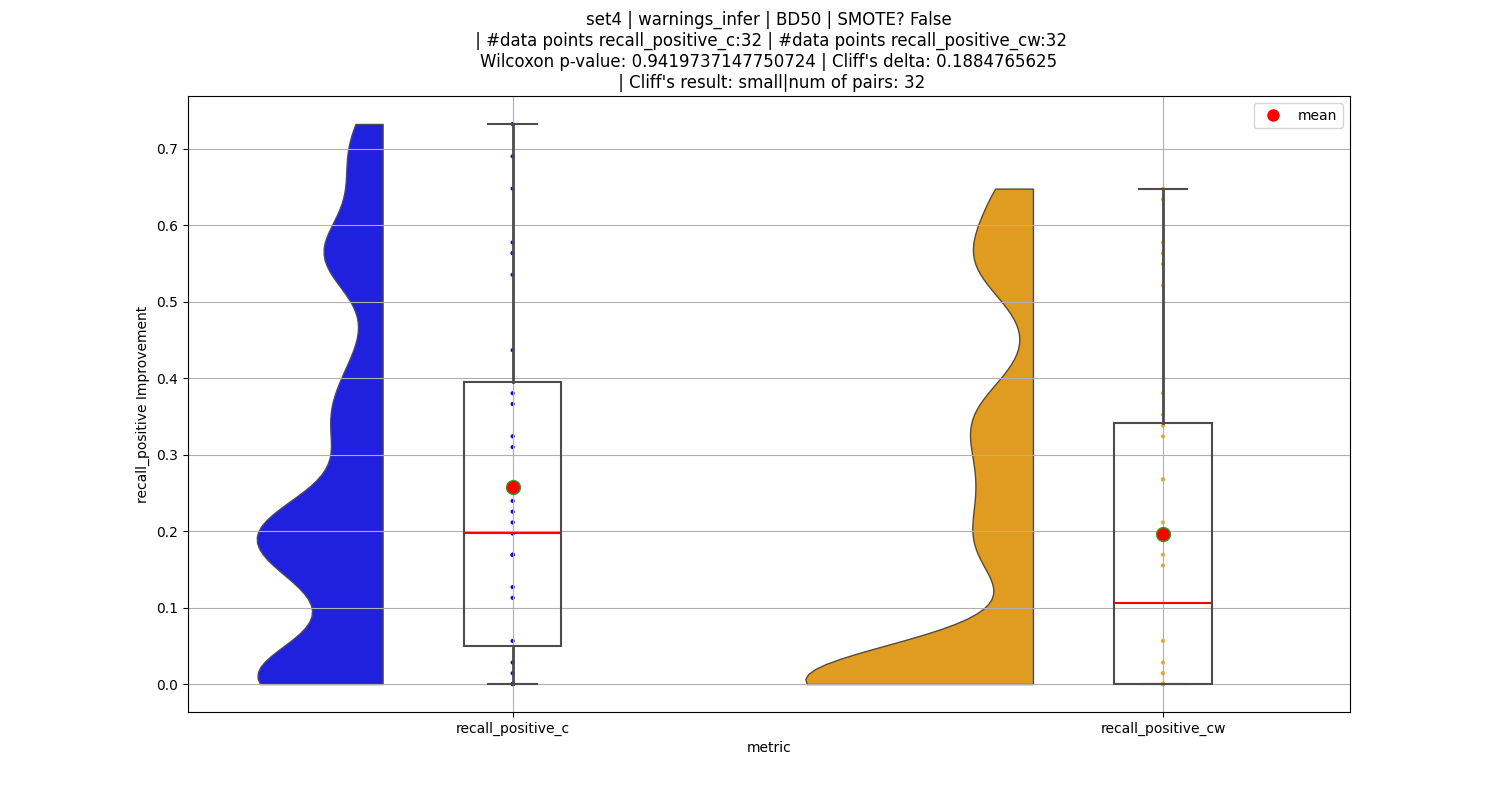 set4 | warnings_infer | BD50 | SMOTE? False
| #data points recall_positive_c:32 | #data points recall_positive_cw:32
Wilcoxon p-value: 0.9419737147750724 | Cliff's delta: 0.1884765625
| Cliff's result: small|num of pairs: 32
mean
0.7
0.6
0.5
0.4
0.3
0.2
0.1
0.0
recall_positive Improvement
recall_positive_c
recall_positive_cw
metric